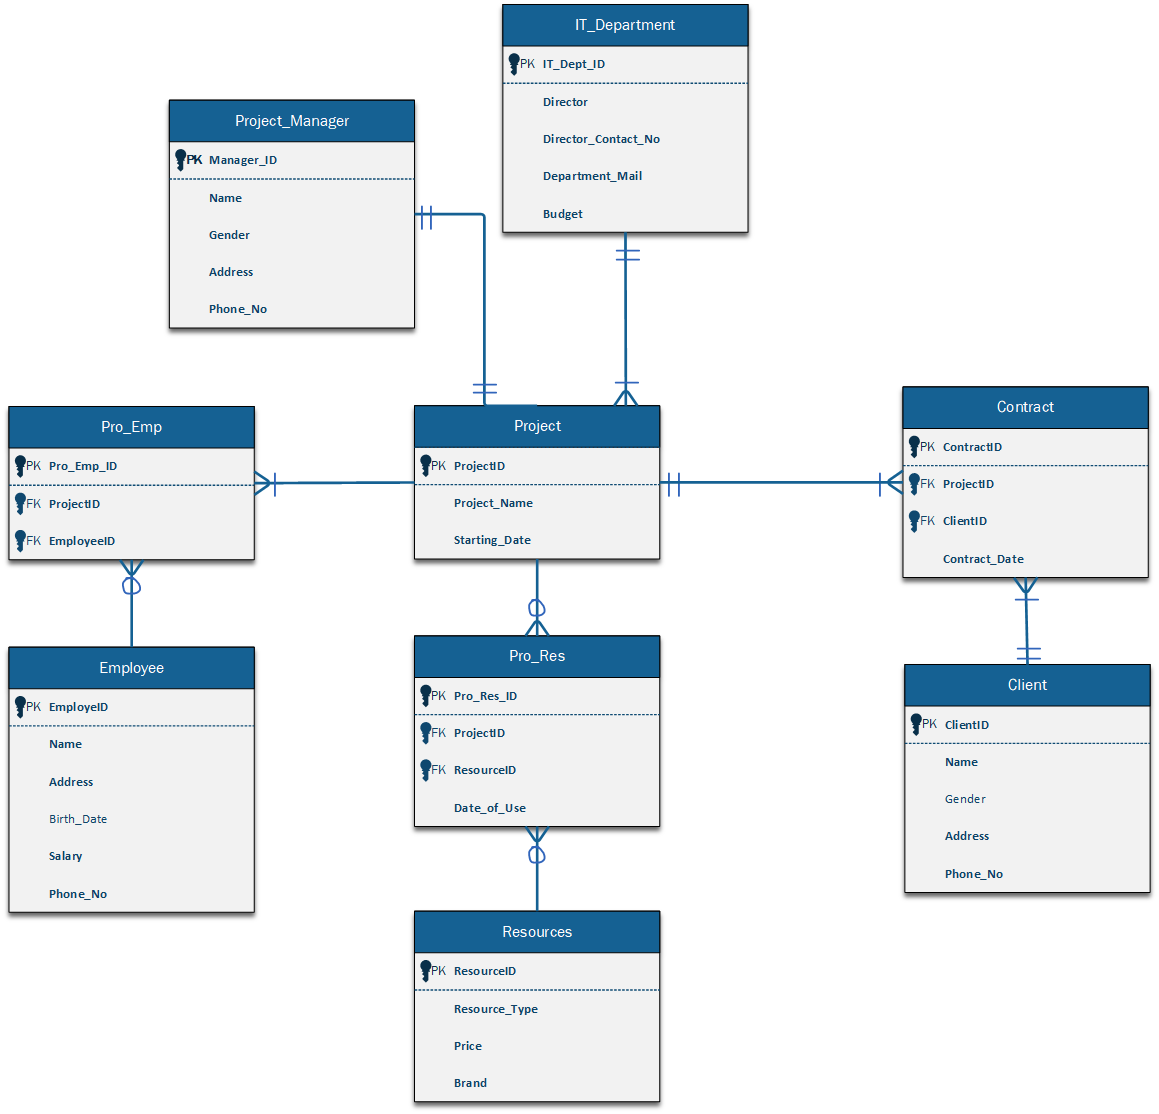 IT_Department
PK IT_Dept_ID
Director
Director_Contact_No
Department_Mail
Budget
Project_Manager
PK Manager_ID
Name
Gender
Address
Phone_No
Pro_Emp
PK Pro_Emp_ID
FK ProjectID
FK EmployeeID
Project
PK ProjectID
Project_Name
Starting_Date
Contract
PK ContractID
FK ProjectID
FK ClientID
Contract_Date
Employee
PK EmployeID
Name
Address
Birth_Date
Salary
Phone_No
Pro_Res
PK Pro_Res_ID
FK ProjectID
FK ResourceID
Date_of_Use
Client
PK ClientID
Name
Gender
Address
Phone_No
Resources
PK ResourceID
Resource_Type
Price
Brand